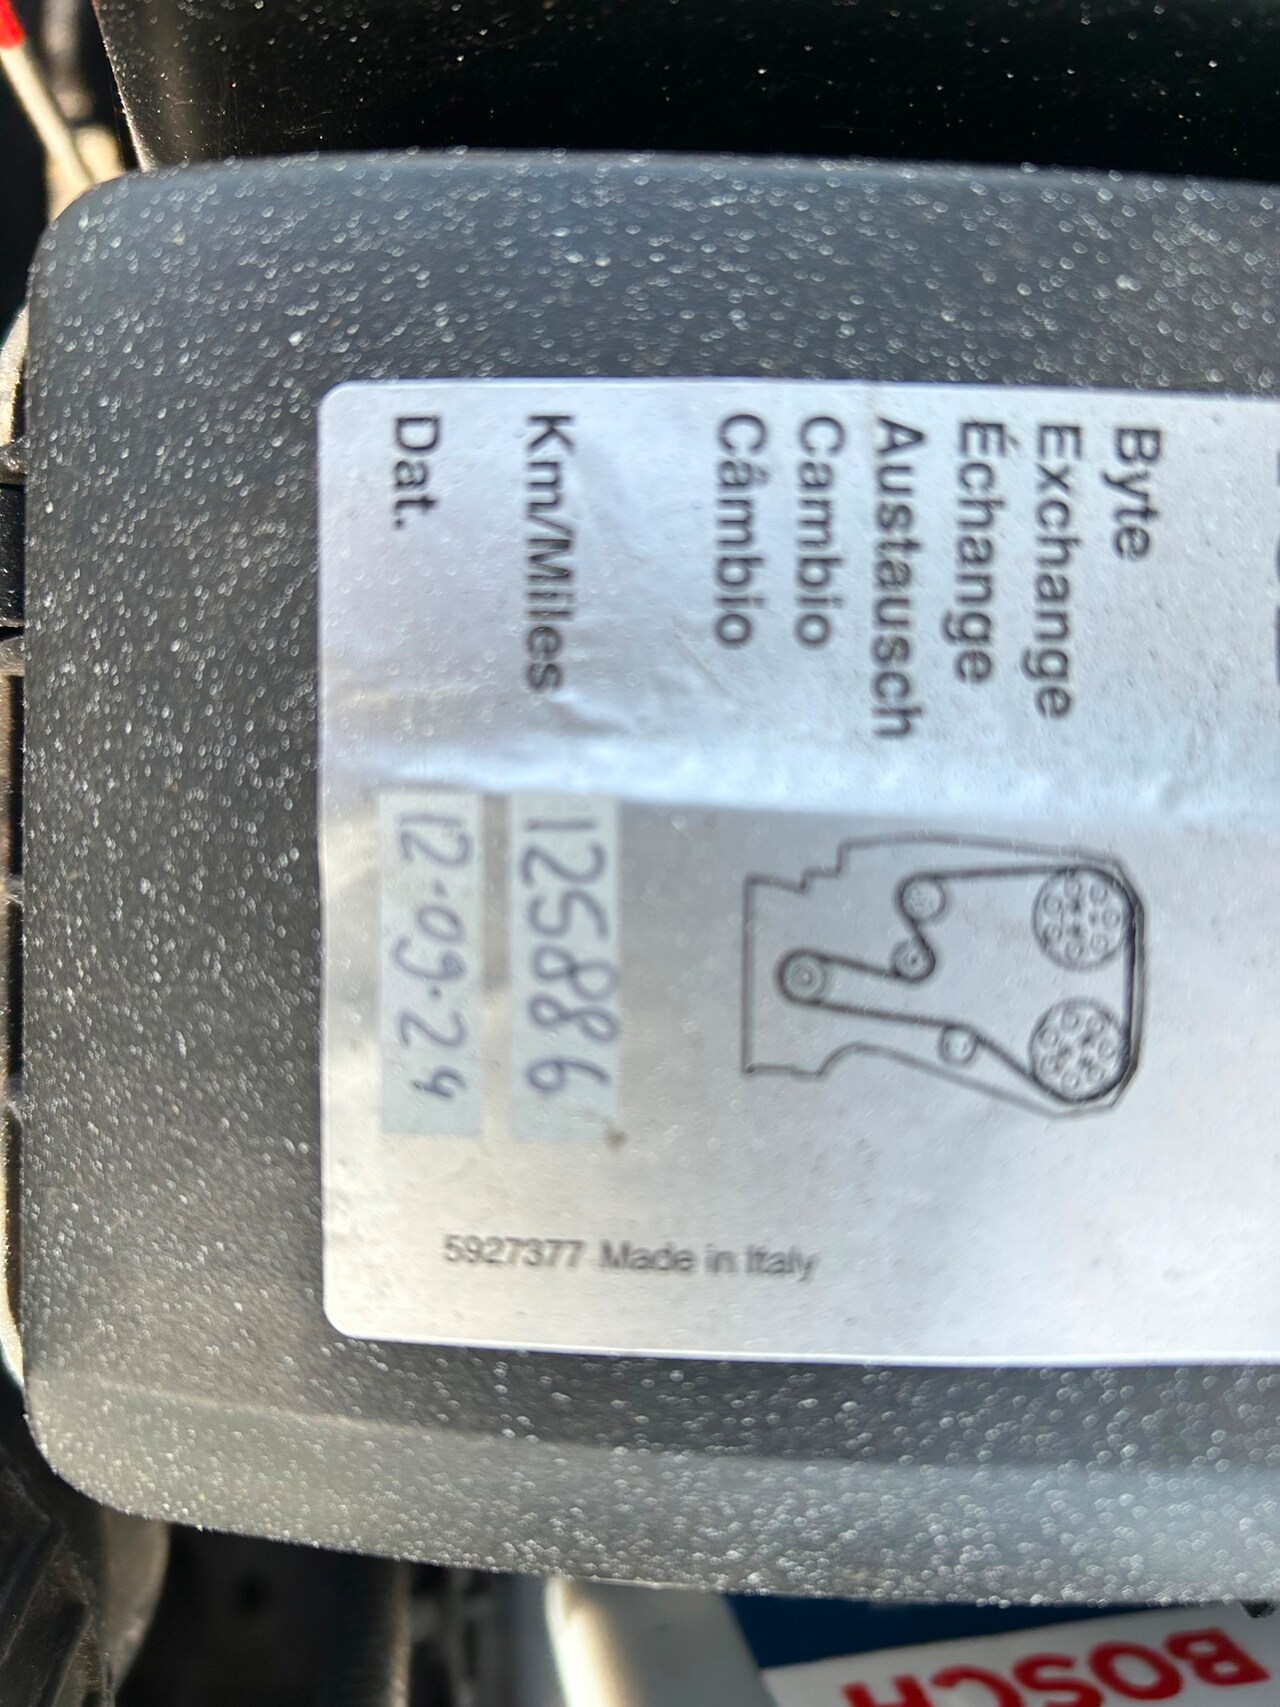 Byte
Exchange
Échange
Austausch
Cambio
Câmbio
Km/Miles 125886
Dat. 12.09.24
5927377 Made in Italy
BOSCH